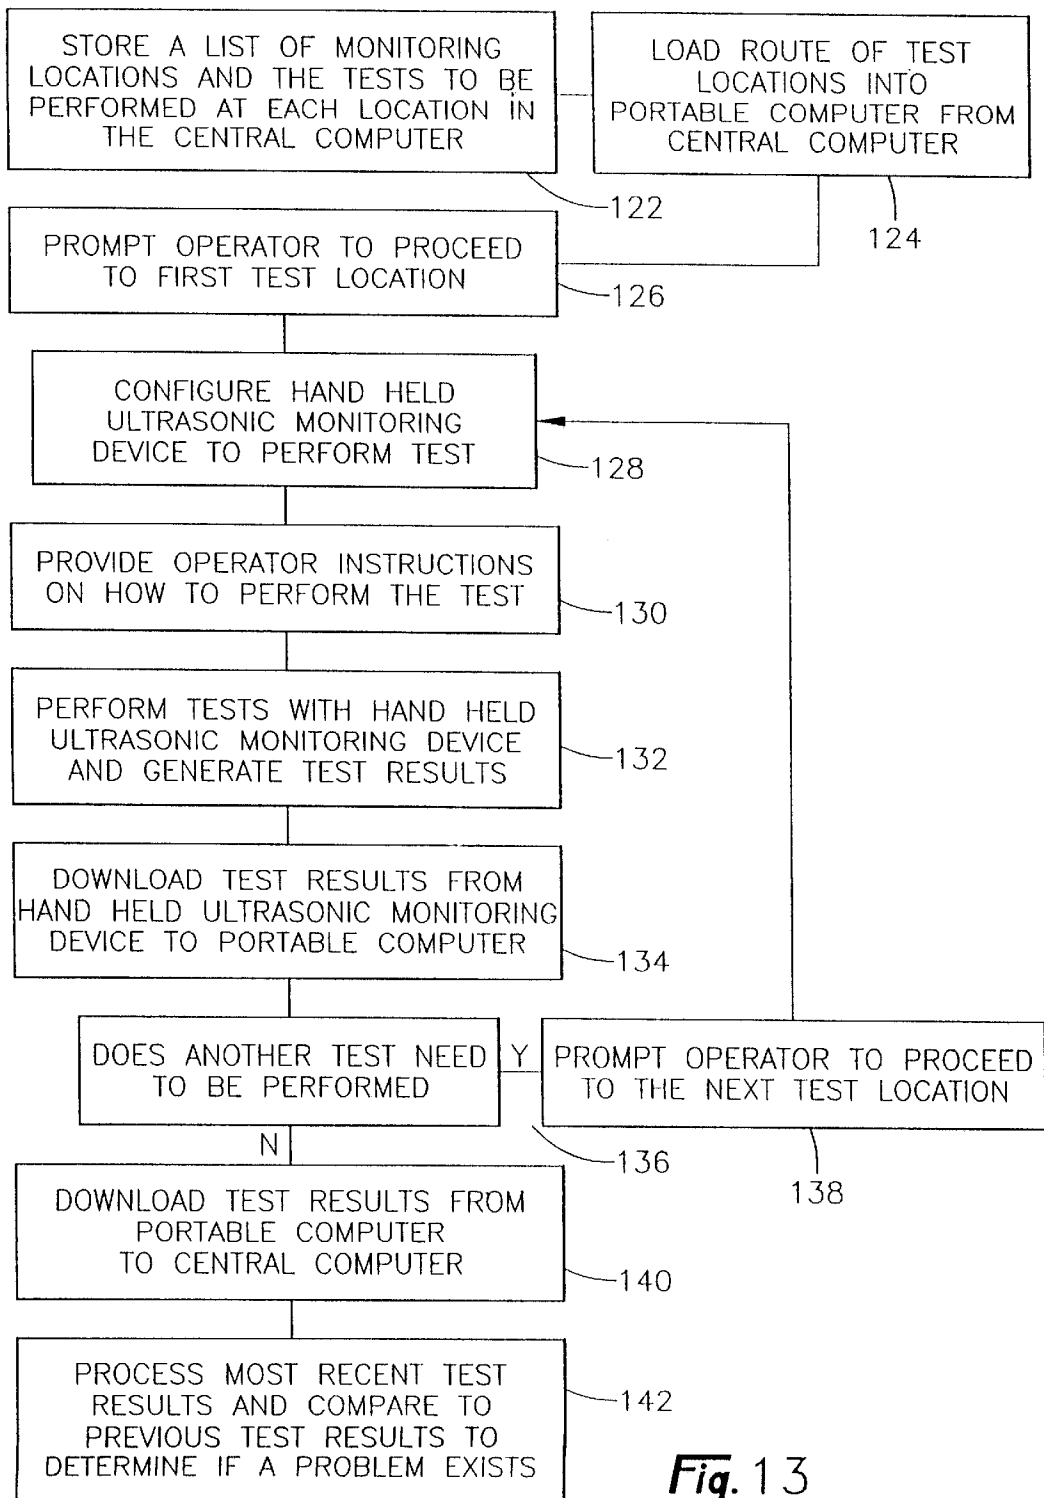 STORE A LIST OF MONITORING
LOCATIONS AND THE TESTS TO BE
PERFORMED AT EACH LOCATION IN
THE CENTRAL COMPUTER
122
LOAD ROUTE OF TEST
LOCATIONS INTO
PORTABLE COMPUTER FROM
CENTRAL COMPUTER
124
PROMPT OPERATOR TO PROCEED
TO FIRST TEST LOCATION
126
CONFIGURE HAND HELD
ULTRASONIC MONITORING
DEVICE TO PERFORM TEST
128
PROVIDE OPERATOR INSTRUCTIONS
ON HOW TO PERFORM THE TEST
130
PERFORM TESTS WITH HAND HELD
ULTRASONIC MONITORING DEVICE
AND GENERATE TEST RESULTS
132
DOWNLOAD TEST RESULTS FROM
HAND HELD ULTRASONIC MONITORING
DEVICE TO PORTABLE COMPUTER
134
DOES ANOTHER TEST NEED
TO BE PERFORMED
Y
N
136
PROMPT OPERATOR TO PROCEED
TO THE NEXT TEST LOCATION
138
DOWNLOAD TEST RESULTS FROM
PORTABLE COMPUTER
TO CENTRAL COMPUTER
140
PROCESS MOST RECENT TEST
RESULTS AND COMPARE TO
PREVIOUS TEST RESULTS TO
DETERMINE IF A PROBLEM EXISTS
142
Fig. 13